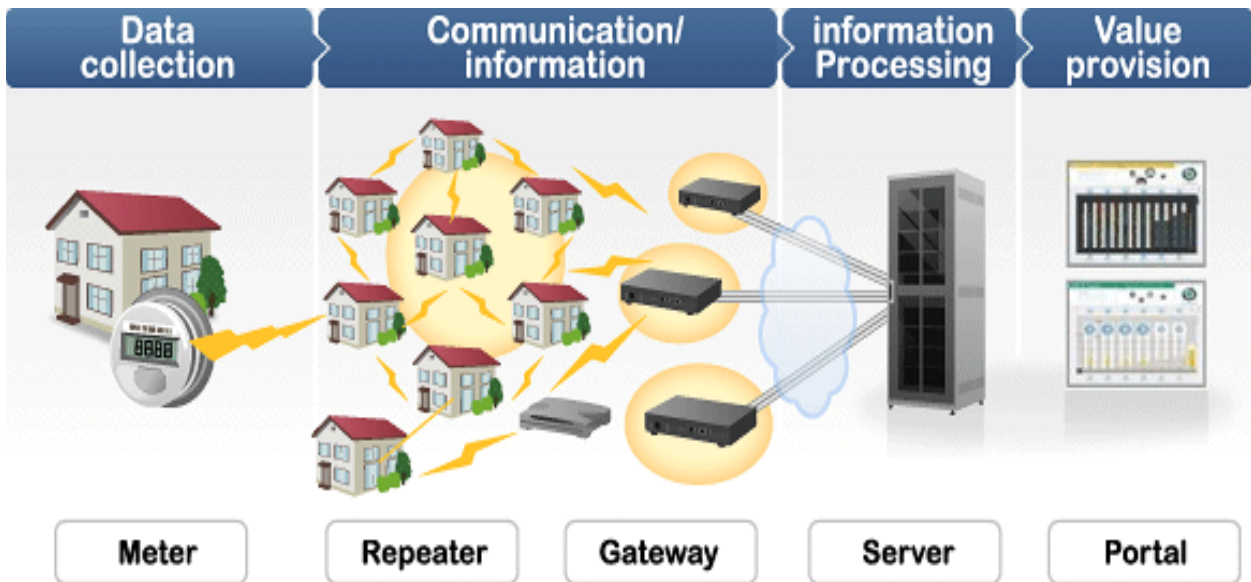 Data
collection
Communication/
information
information
Processing
Value
provision
Meter
Repeater
Gateway
Server
Portal